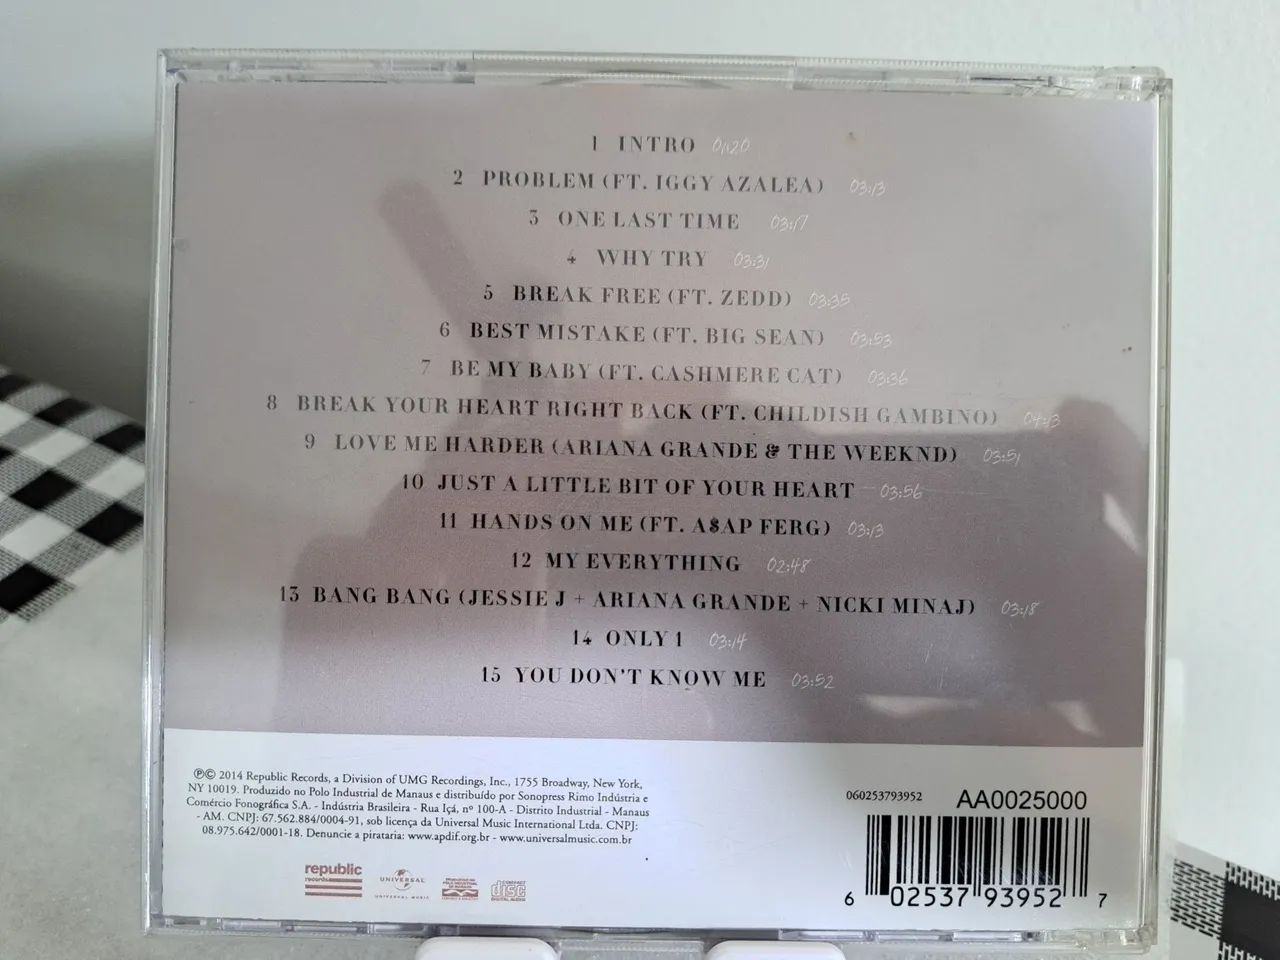 1 INTRO 01:20
2 PROBLEM (FT. IGGY AZALEA) 03:13
3 ONE LAST TIME 03:17
4 WHY TRY 03:31
5 BREAK FREE (FT. ZEDD) 03:35
6 BEST MISTAKE (FT. BIG SEAN) 03:53
7 BE MY BABY (FT. CASHMERE CAT) 03:36
8 BREAK YOUR HEART RIGHT BACK (FT. CHILDISH GAMBINO) 04:13
9 LOVE ME HARDER (ARIANA GRANDE & THE WEEKND) 03:51
10 JUST A LITTLE BIT OF YOUR HEART 03:56
11 HANDS ON ME (FT. A$AP FERG) 03:13
12 MY EVERYTHING 02:48
13 BANG BANG (JESSIE J + ARIANA GRANDE + NICKI MINAJ) 03:18
14 ONLY 1 03:14
15 YOU DON'T KNOW ME 03:52
℗© 2014 Republic Records, a Division of UMG Recordings, Inc., 1755 Broadway, New York,
NY 10019. Produzido no Polo Industrial de Manaus e distribuído por Sonopress Rimo Indústria e
Comércio Fonográfica S.A. - Indústria Brasileira - Rua Içá, nº 100-A - Distrito Industrial - Manaus
- AM. CNPJ: 67.562.884/0004-91, sob licença da Universal Music International Ltda. CNPJ:
08.975.642/0001-18. Denuncie a pirataria: www.apdif.org.br - www.universalmusic.com.br
060253793952 AA0025000
6 02537 93952 7
republic
records
UNIVERSAL
UNIVERSAL MUSIC
COMPACT
disc
DIGITAL AUDIO